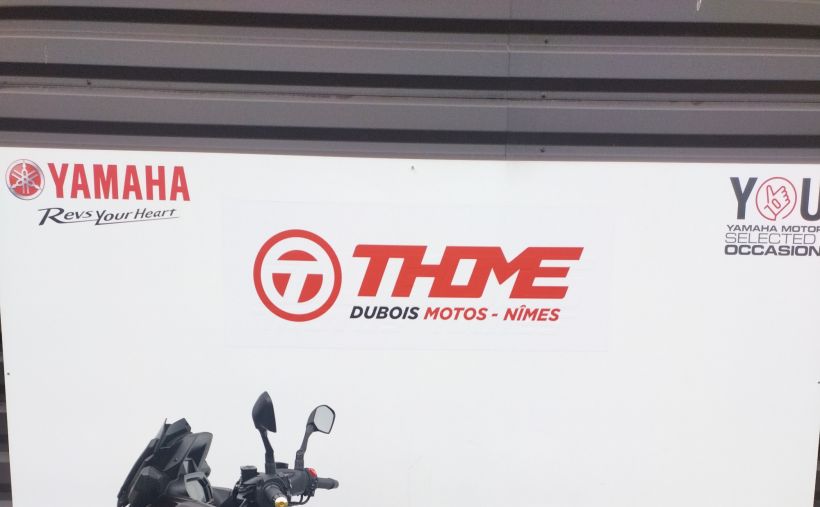 YAMAHA
Revs Your Heart
THOME
DUBOIS MOTOS - NÎMES
YOU
YAMAHA MOTOR
SELECTED
OCCASION